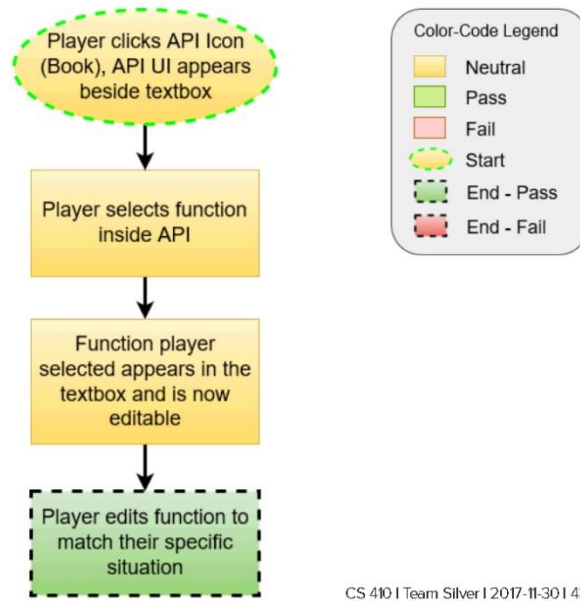 Player clicks API Icon
(Book), API UI appears
beside textbox
Player selects function
inside API
Function player
selected appears in the
textbox and is now
editable
Player edits function to
match their specific
situation
Color-Code Legend
Neutral
Pass
Fail
Start
End - Pass
End - Fail
CS 410 | Team Silver | 2017-11-30 |